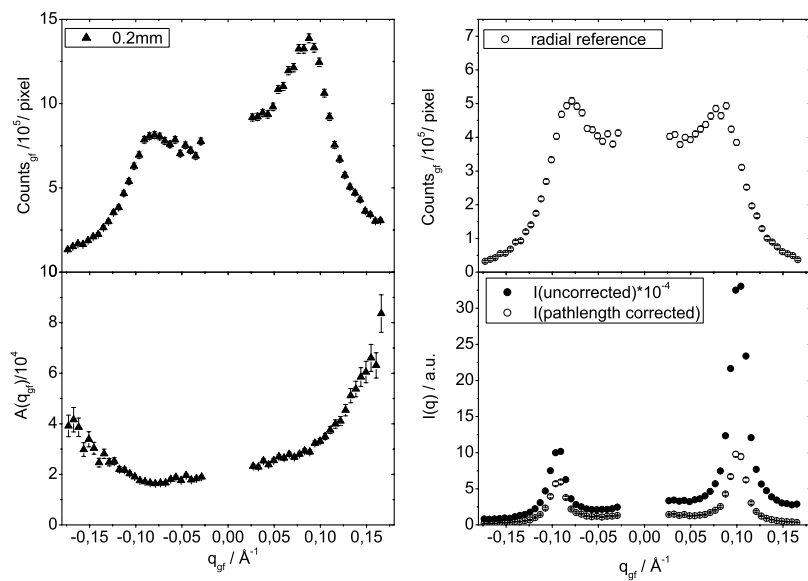 15
10
5
0
Counts_gf /10^5/ pixel
▲ 0.2mm
7
6
5
4
3
2
1
0
Counts_gf /10^5/ pixel
○ radial reference
10
8
6
4
2
0
A(q_gf)/10^4
-0,15 -0,10 -0,05 0,00 0,05 0,10 0,15
q_gf / Å^-1
35
30
25
20
15
10
5
0
I(q) / a.u.
● I(uncorrected)*10^-4
○ I(pathlength corrected)
-0,15 -0,10 -0,05 0,00 0,05 0,10 0,15
q_gf / Å^-1